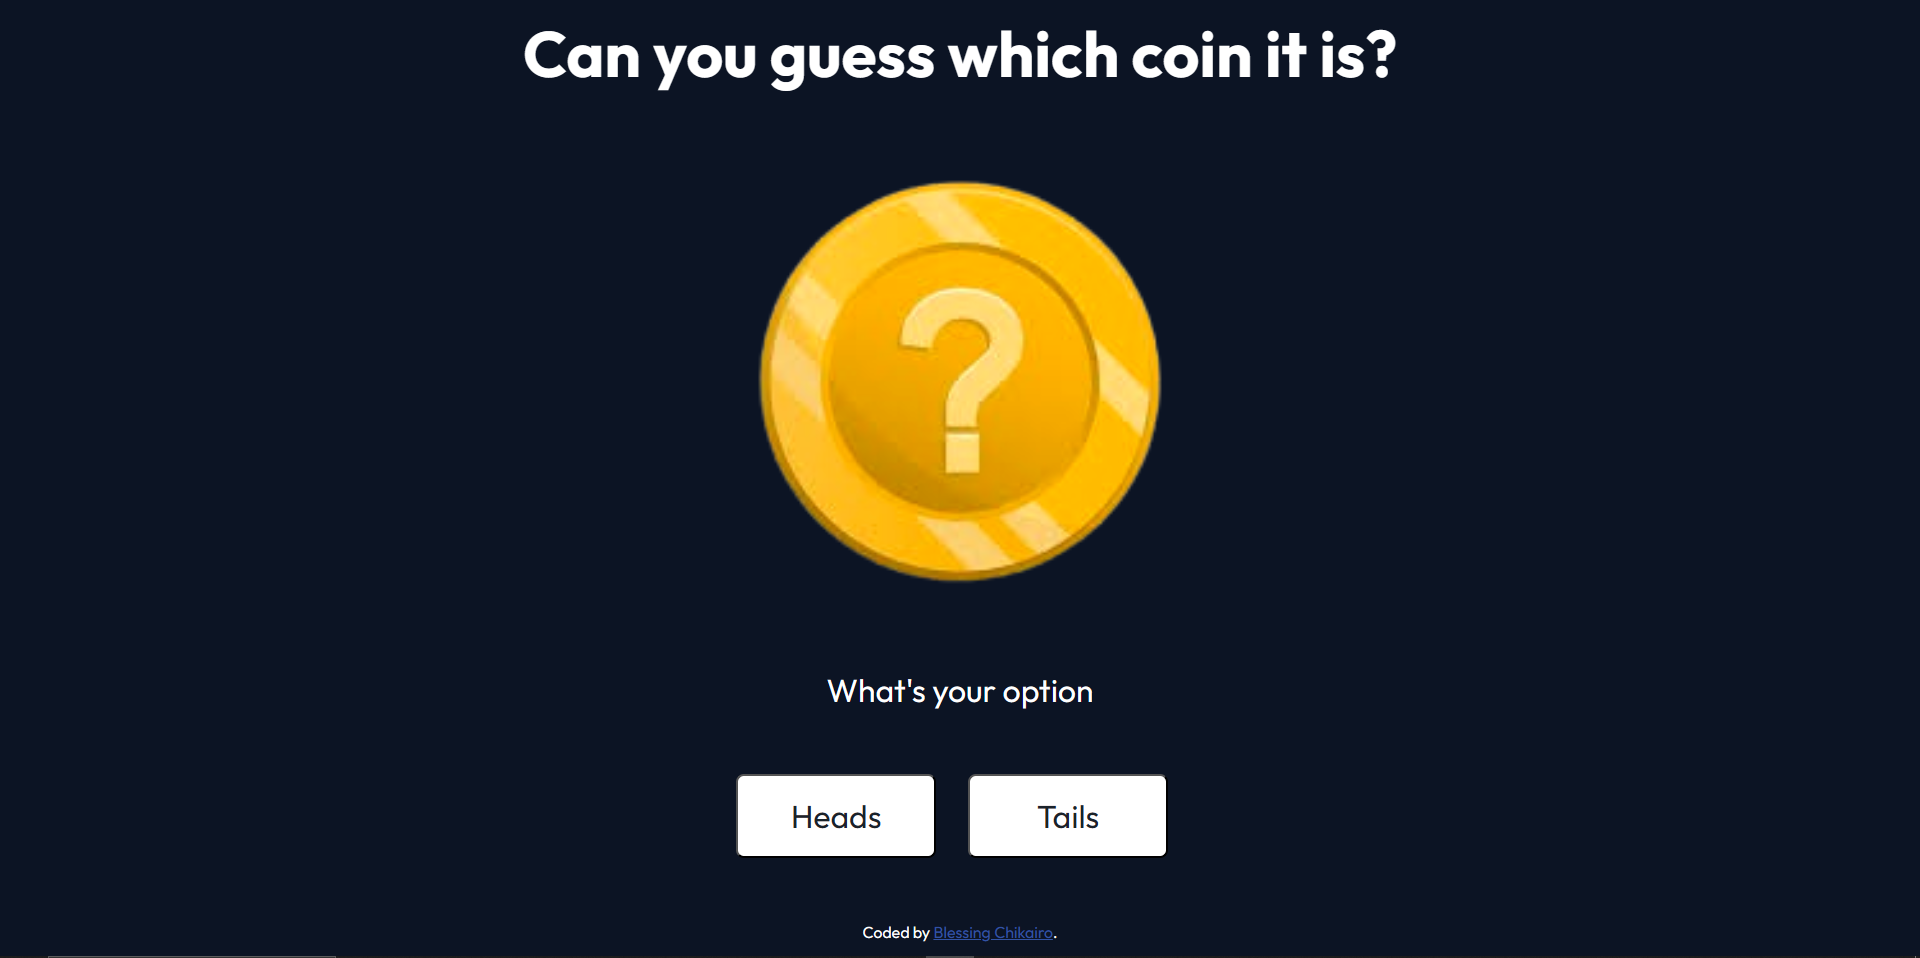 Can you guess which coin it is?
?
What's your option
Heads
Tails
Coded by Blessing Chikairo.